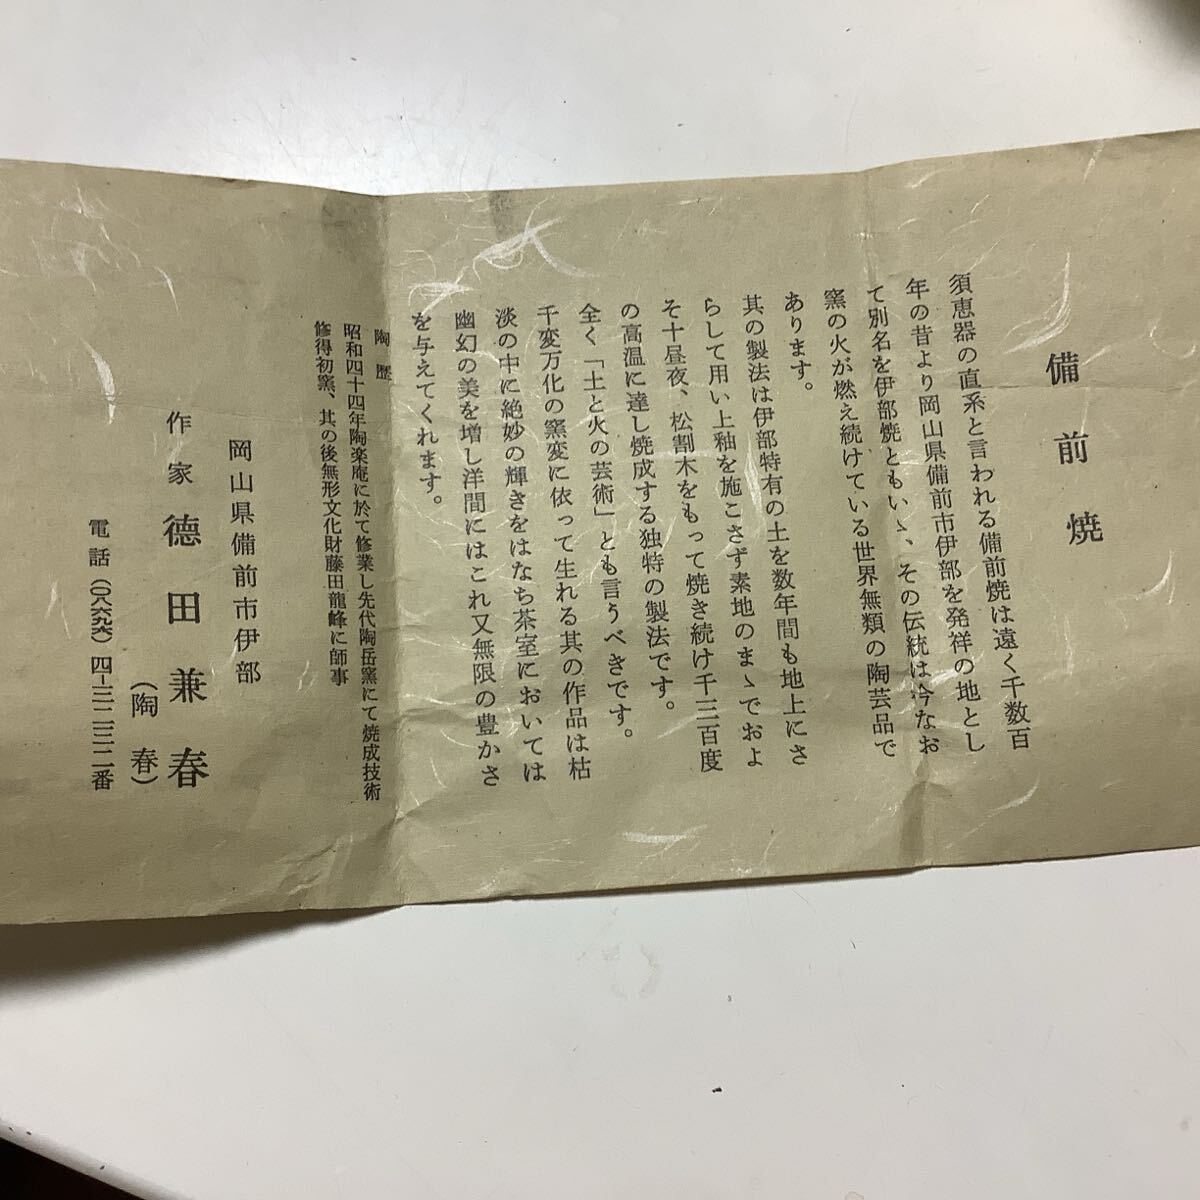 備前焼
須恵器の直系と言われる備前焼は遠く千数百
年の昔より岡山県備前市伊部を発祥の地とし
て別名を伊部焼ともいゝ、その伝統は今なお
窯の火が燃え続けている世界無類の陶芸品で
あります。
其の製法は伊部特有の土を数年間も地上にさ
らして用い上釉を施こさず素地のまゝでおよ
そ十昼夜、松割木をもって焼き続け千三百度
の高温に達し焼成する独特の製法です。
全く「土と火の芸術」とも言うべきです。
千変万化の窯変に依って生れる其の作品は枯
淡の中に絶妙の輝きをはなち茶室においては
幽幻の美を増し洋間にはこれ又無限の豊かさ
を与えてくれます。
陶歴
昭和四十四年陶楽庵に於て修業し先代陶岳窯にて焼成技術
修得初窯、其の後無形文化財藤田龍峰に師事
岡山県備前市伊部
作家 徳田兼春
(陶春)
電話(〇八六九六)四-三二三二二番